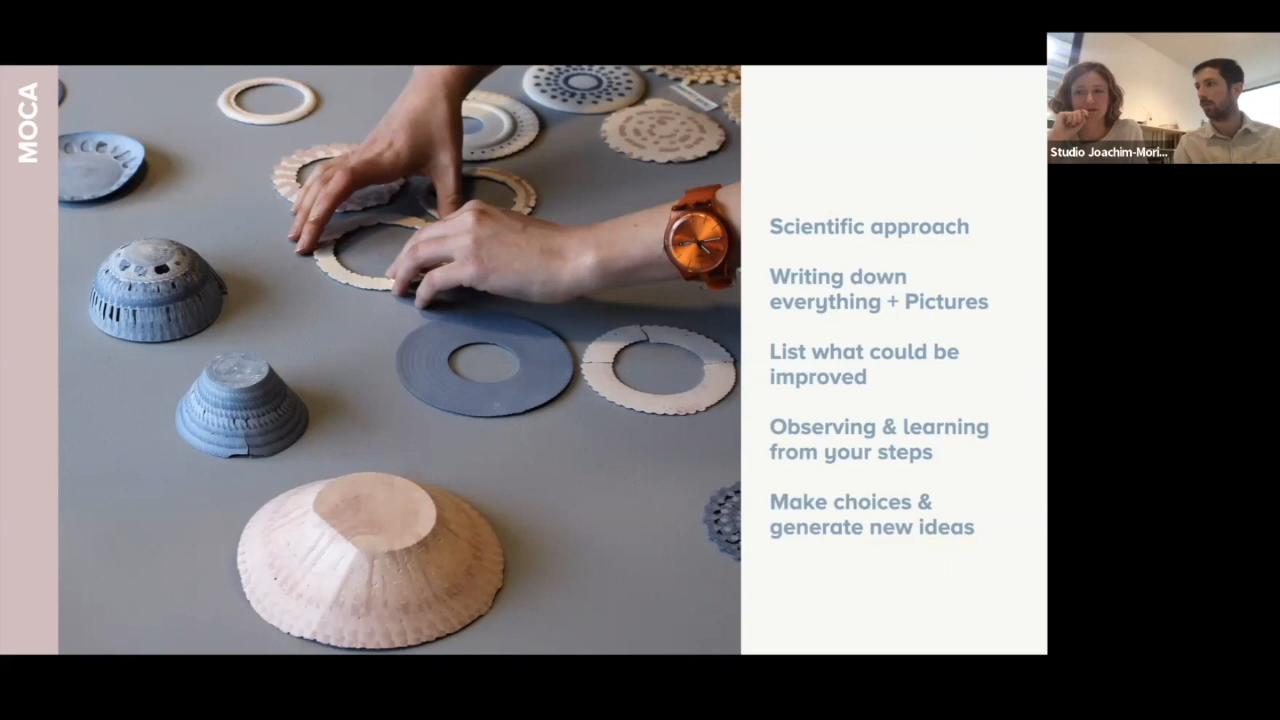 MOCA
Scientific approach
Writing down
everything + Pictures
List what could be
improved
Observing & learning
from your steps
Make choices &
generate new ideas
Studio Joachim-Mori...